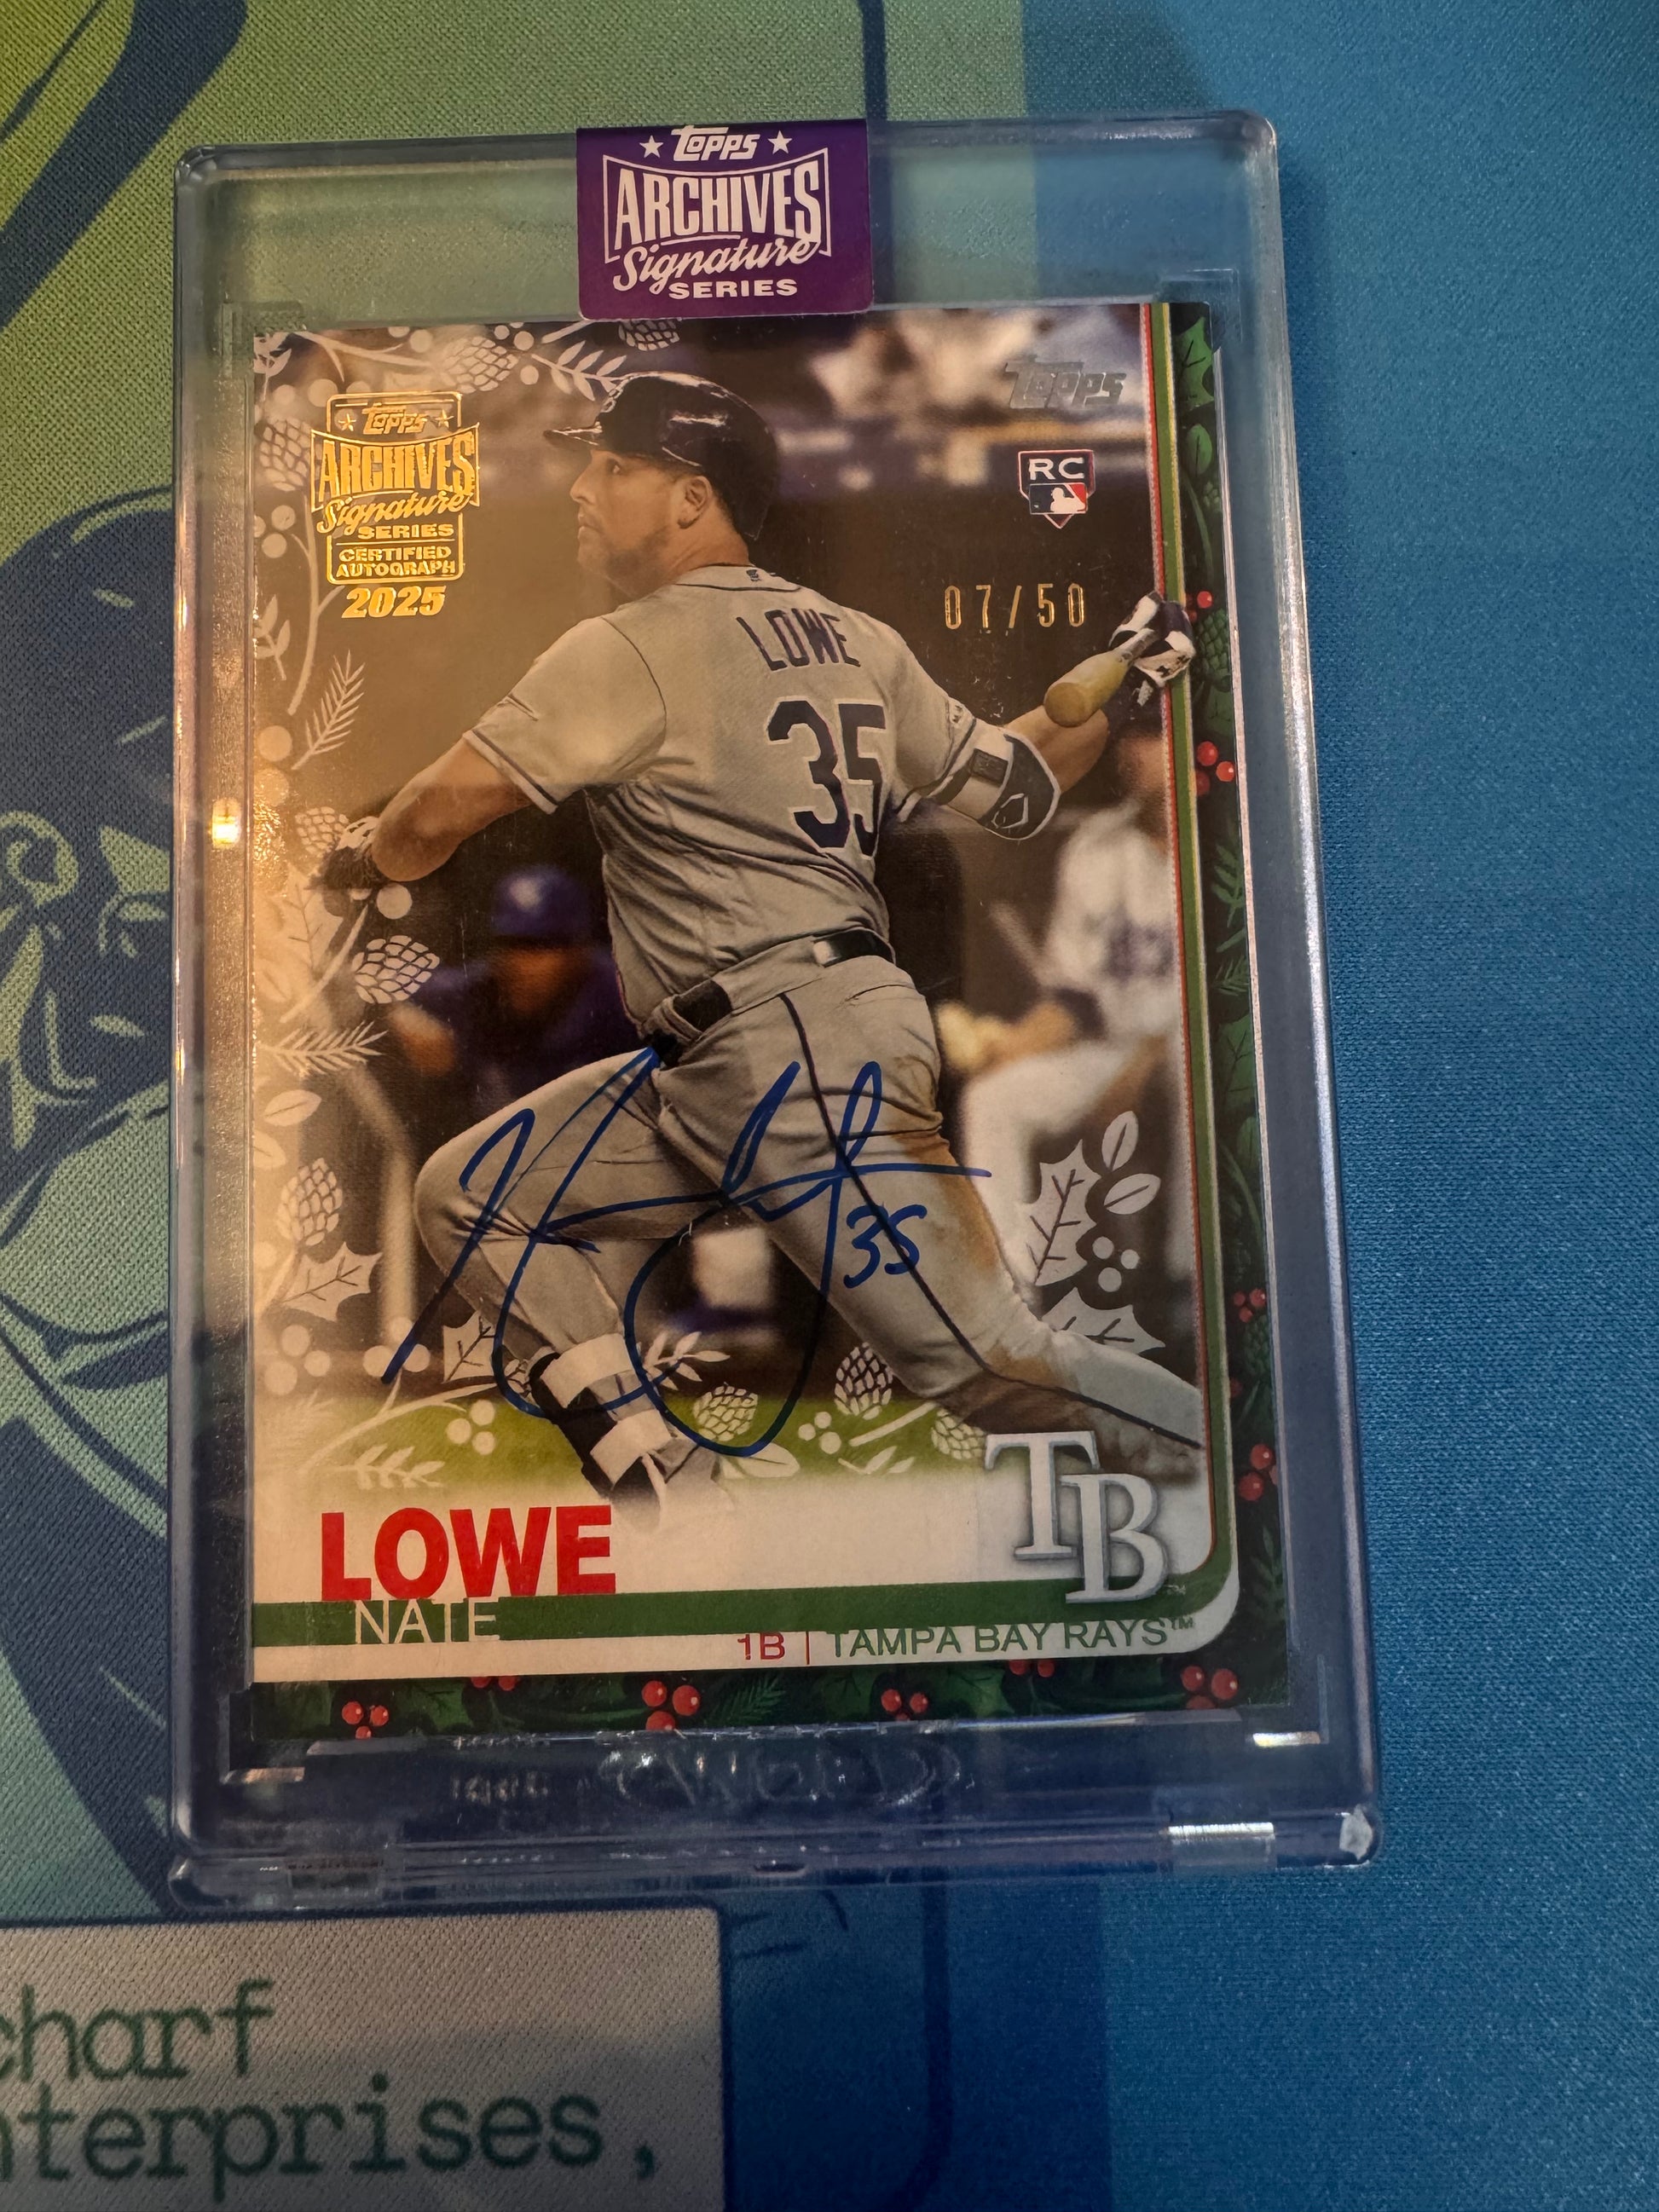 Topps
ARCHIVES
Signature
SERIES
Topps
Topps
ARCHIVES
Signature
SERIES
CERTIFIED
AUTOGRAPH
2025
RC
07/50
LOWE
35
35
LOWE
NATE
TB
1B | TAMPA BAY RAYS™
charf
nterprises,